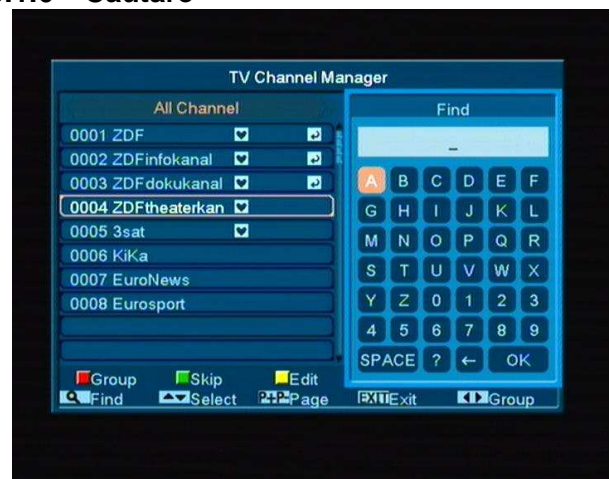 TV Channel Manager
All Channel
0001 ZDF
0002 ZDFinfokanal
0003 ZDFdokukanal
0004 ZDFtheaterkan
0005 3sat
0006 KiKa
0007 EuroNews
0008 Eurosport
Find
_
A B C D E F
G H I J K L
M N O P Q R
S T U V W X
Y Z 0 1 2 3
4 5 6 7 8 9
SPACE ? ← OK
Group Skip Edit
Find Select P+P- Page EXIT Exit Group